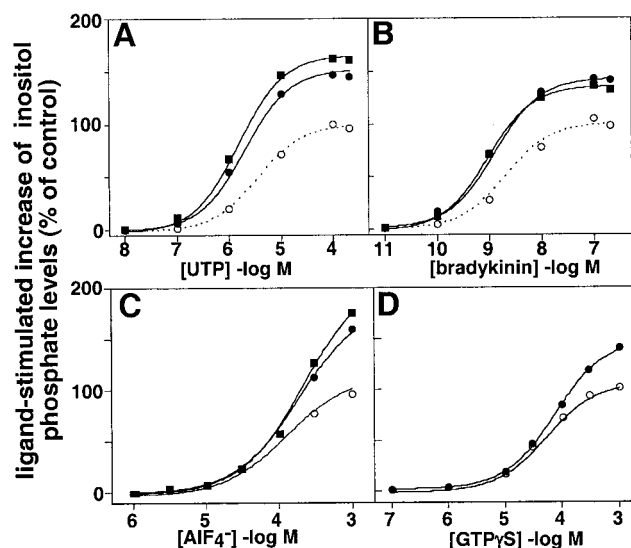 ligand-stimulated increase of inositol
phosphate levels (% of control)
A
200
100
0
8 7 6 5 4
[UTP] -log M
B
11 10 9 8 7
[bradykinin] -log M
C
200
100
0
6 5 4 3
[AlF4-] -log M
D
7 6 5 4 3
[GTPγS] -log M